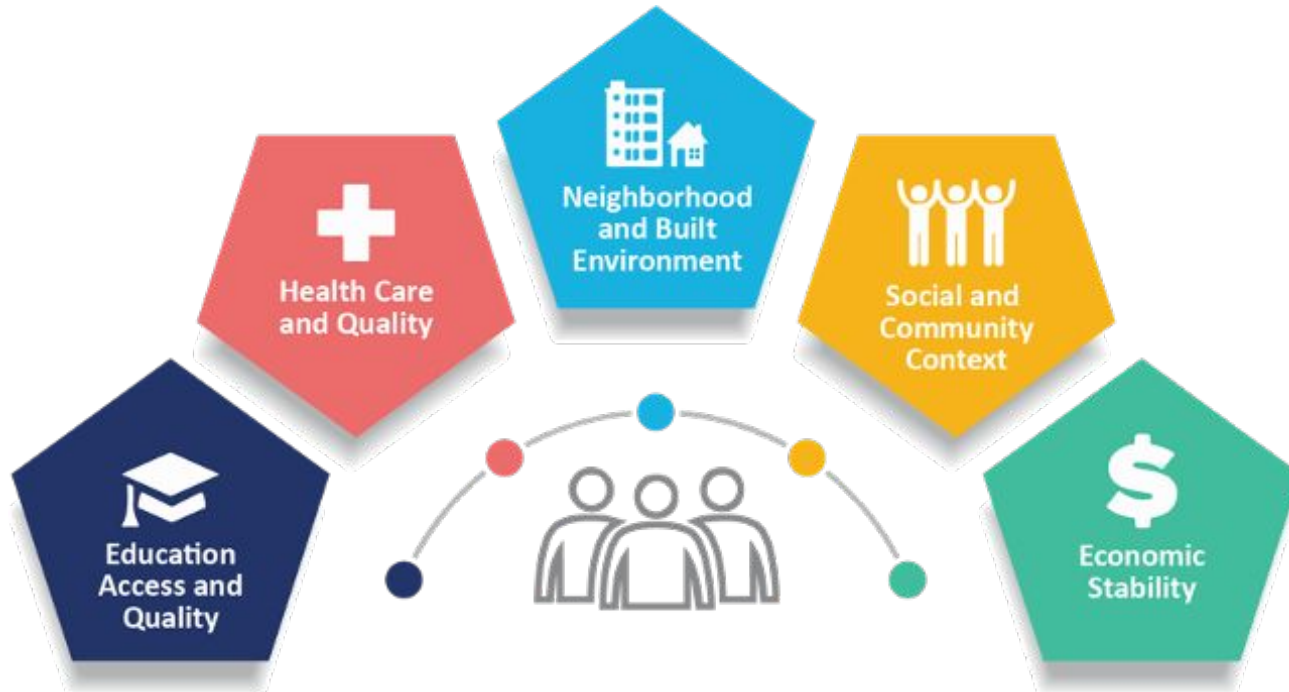 Education
Access and
Quality
Health Care
and Quality
Neighborhood
and Built
Environment
Social and
Community
Context
$
Economic
Stability